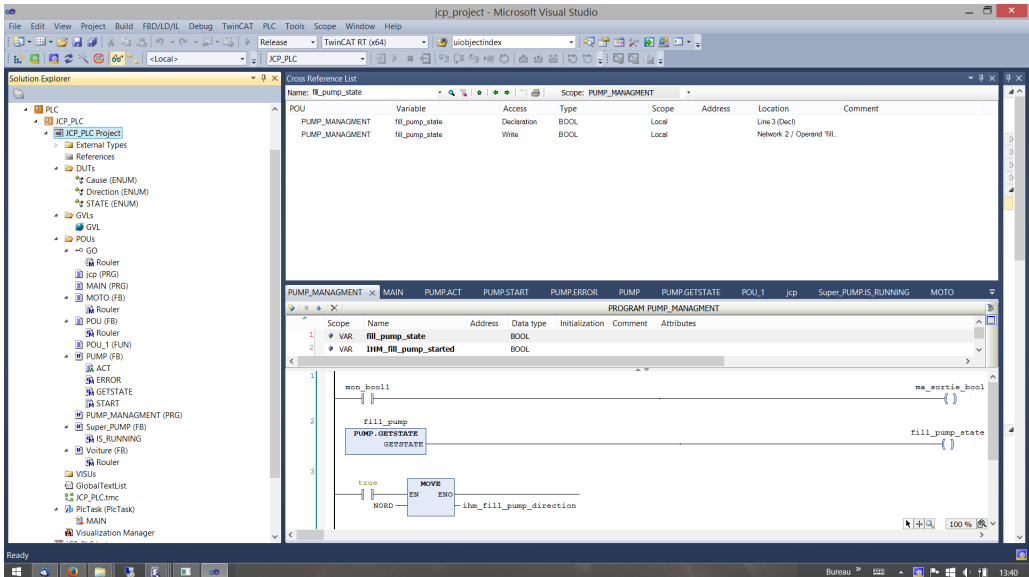 jcp_project - Microsoft Visual Studio
File Edit View Project Build FBD/LD/IL Debug TwinCAT PLC Tools Scope Window Help
Release TwinCAT RT (x64) uiobjectindex
<Local> JCP_PLC
Solution Explorer
PLC
JCP_PLC
JCP_PLC Project
External Types
References
DUTs
Cause (ENUM)
Direction (ENUM)
STATE (ENUM)
GVLs
GVL
POUs
GO
Rouler
jcp (PRG)
MAIN (PRG)
MOTO (FB)
Rouler
POU (FB)
Rouler
POU_1 (FUN)
PUMP (FB)
ACT
ERROR
GETSTATE
START
PUMP_MANAGMENT (PRG)
Super_PUMP (FB)
IS_RUNNING
Voiture (FB)
Rouler
VISUs
GlobalTextList
JCP_PLC.tmc
PlcTask (PlcTask)
MAIN
Visualization Manager
Cross Reference List
Name: fill_pump_state Scope: PUMP_MANAGMENT
POU Variable Access Type Scope Address Location Comment
PUMP_MANAGMENT fill_pump_state Declaration BOOL Local Line 3 (Decl)
PUMP_MANAGMENT fill_pump_state Write BOOL Local Network 2 / Operand 'fill...
PUMP_MANAGMENT MAIN PUMP.ACT PUMP.START PUMP.ERROR PUMP PUMP.GETSTATE POU_1 jcp Super_PUMP.IS_RUNNING MOTO
PROGRAM PUMP_MANAGMENT
Scope Name Address Data type Initialization Comment Attributes
1 VAR fill_pump_state BOOL
2 VAR IHM_fill_pump_started BOOL
1
mon_bool1 ma_sortie_bool
2
fill_pump fill_pump_state
PUMP.GETSTATE
GETSTATE
3
true MOVE
EN ENO
NORD ihm_fill_pump_direction
100 %
Ready
Bureau » 13:40